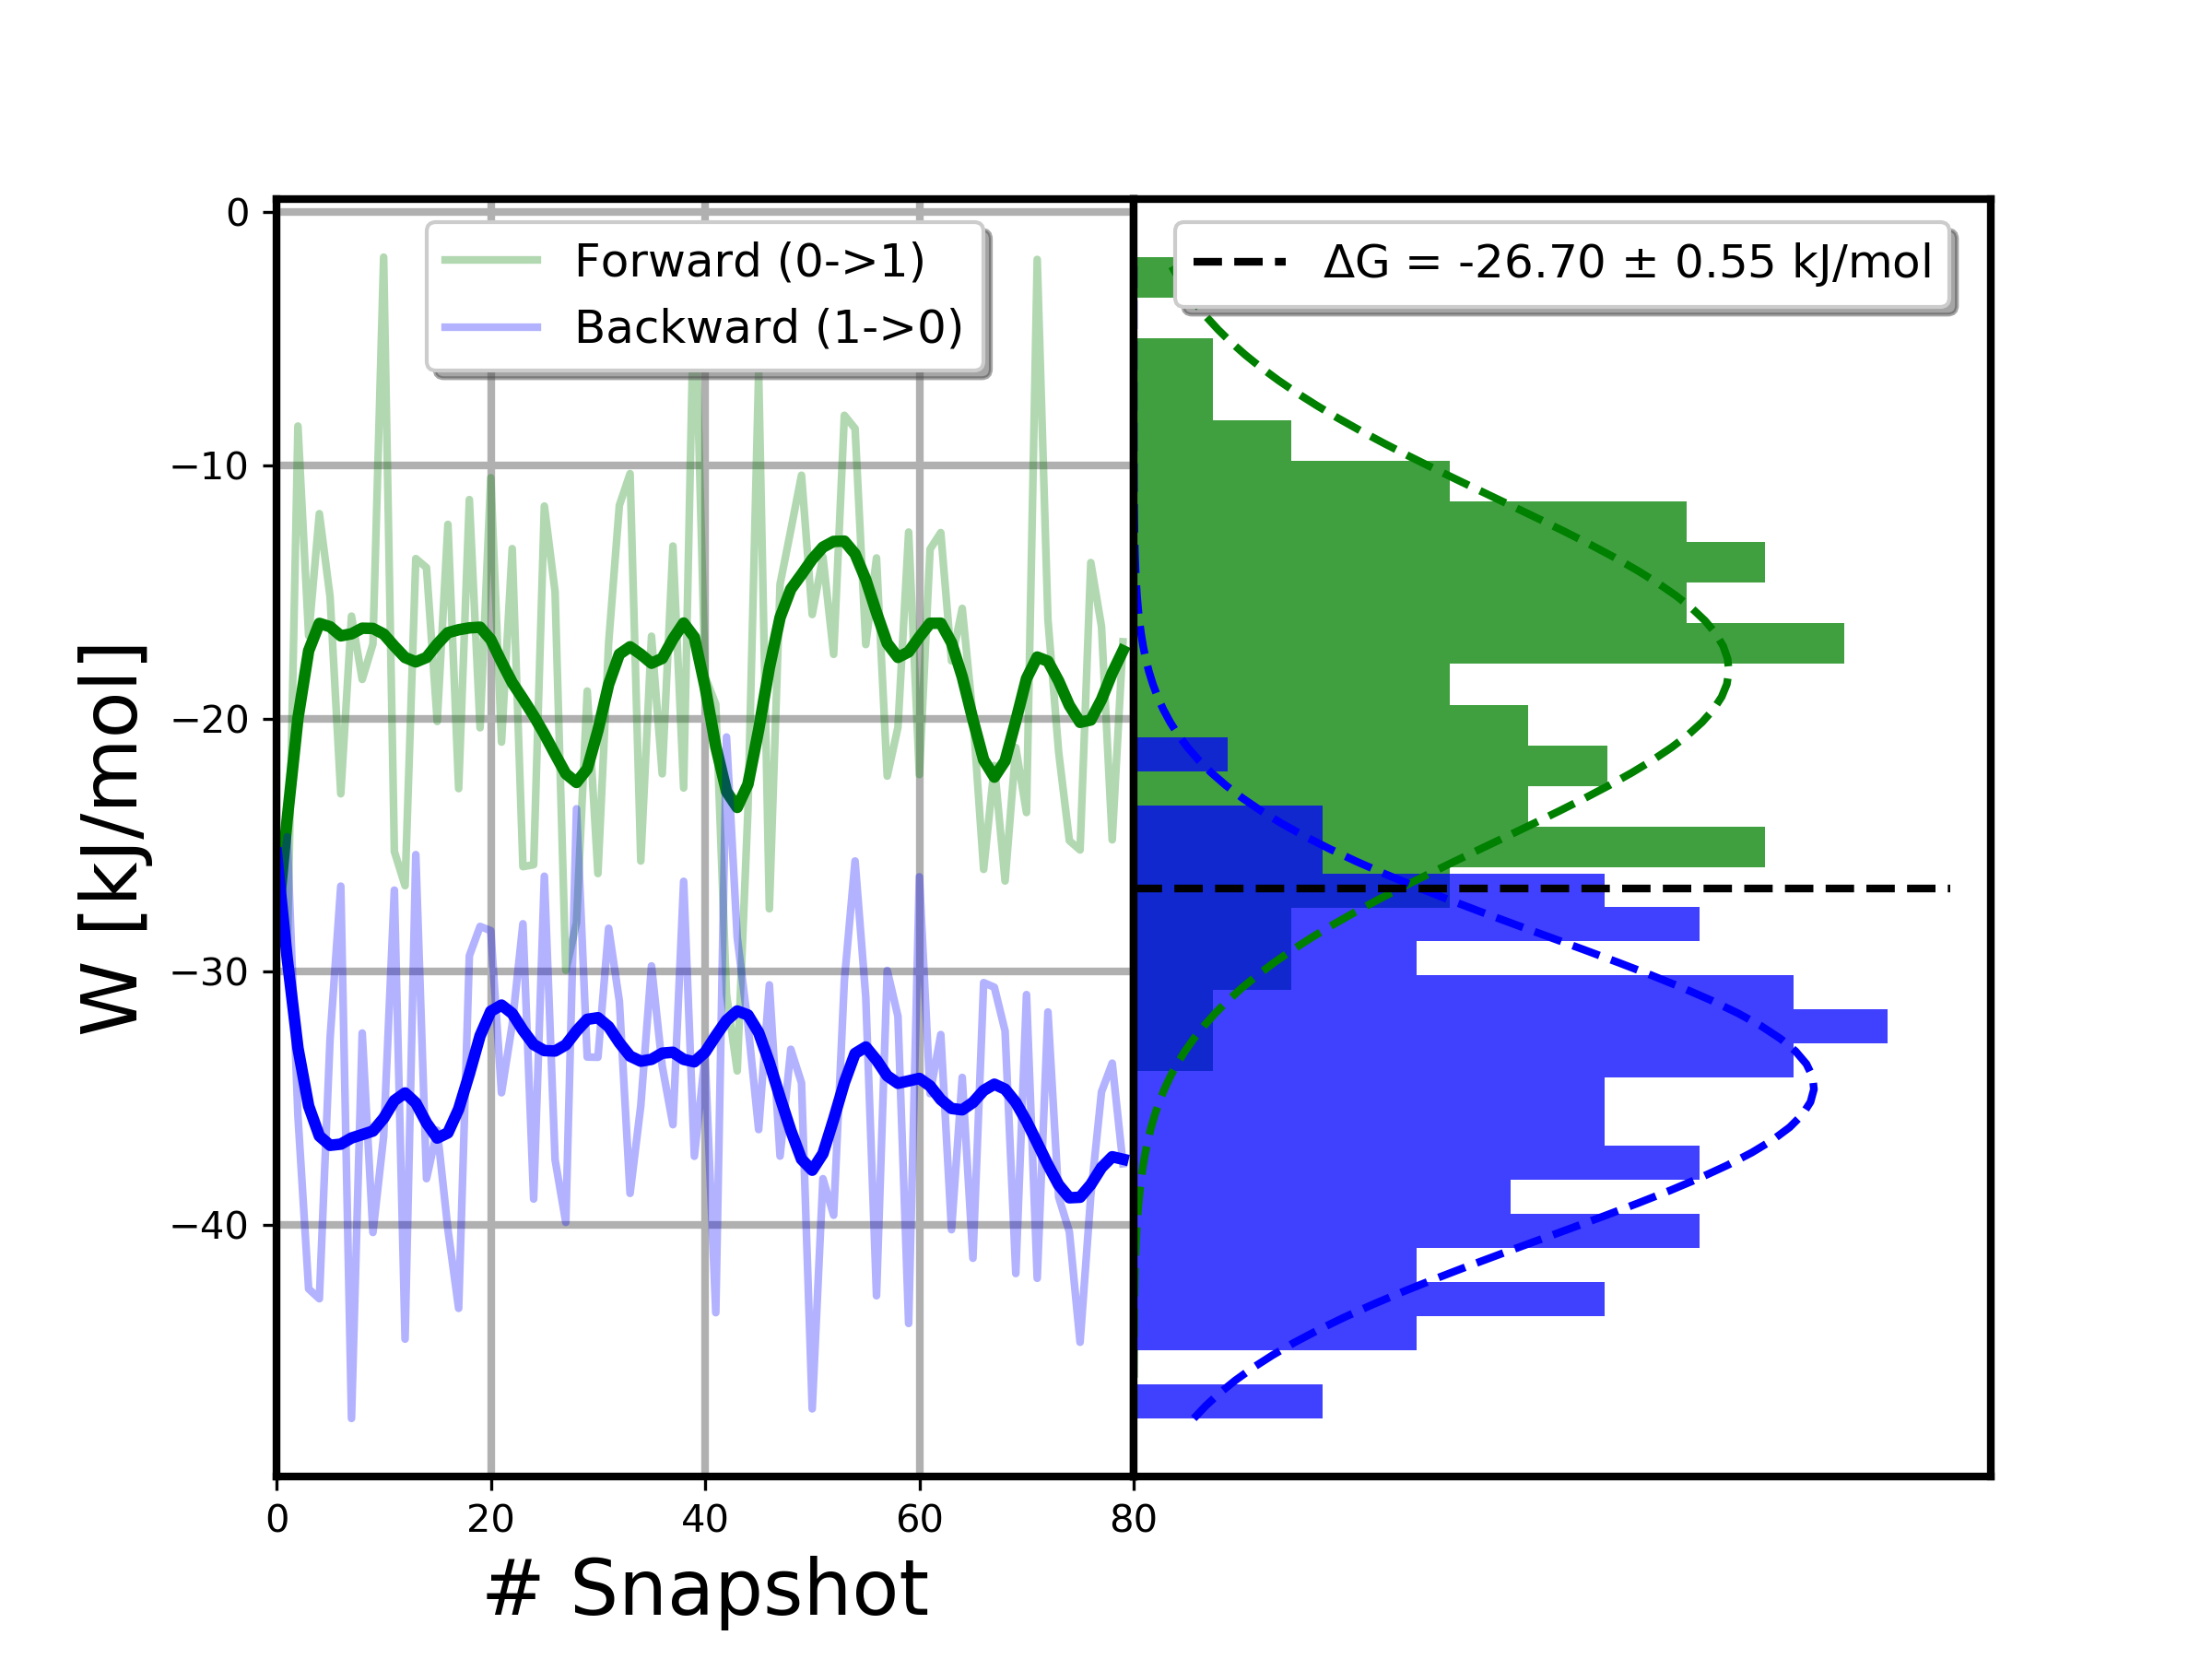 Forward (0->1)
Backward (1->0)
ΔG = -26.70 ± 0.55 kJ/mol
W [kJ/mol]
0
−10
−20
−30
−40
0 20 40 60 80
# Snapshot